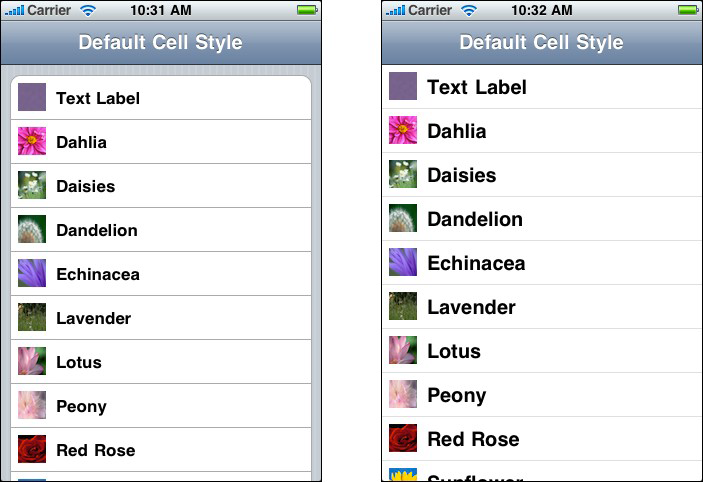 Carrier 10:31 AM
Default Cell Style
Text Label
Dahlia
Daisies
Dandelion
Echinacea
Lavender
Lotus
Peony
Red Rose
Carrier 10:32 AM
Default Cell Style
Text Label
Dahlia
Daisies
Dandelion
Echinacea
Lavender
Lotus
Peony
Red Rose
Sunflower